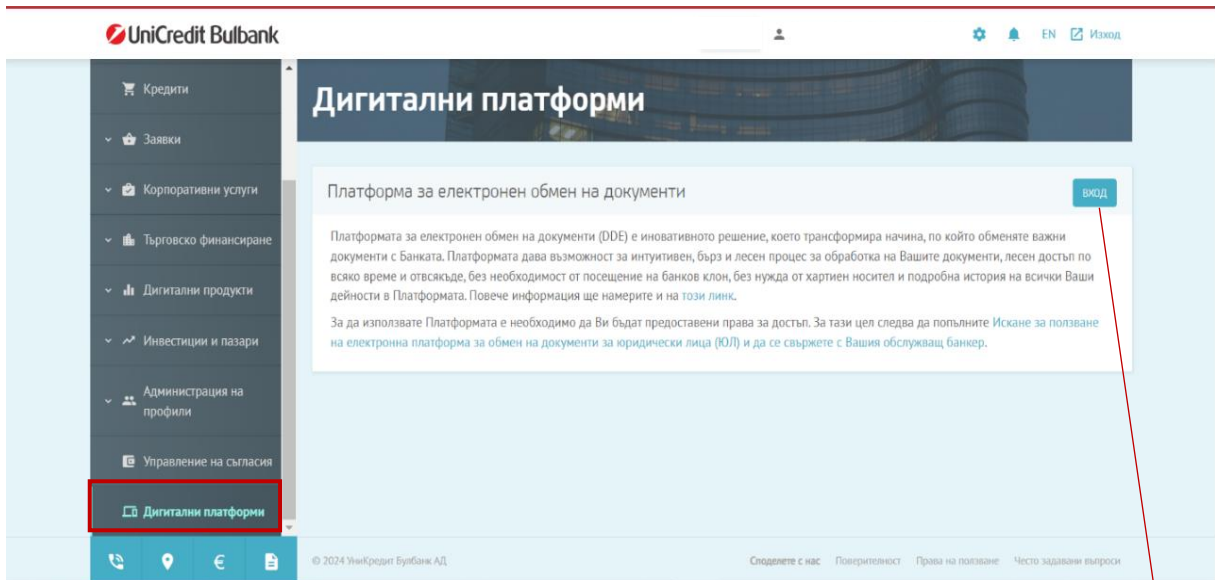 UniCredit Bulbank
EN Изход
Кредити
Заявки
Корпоративни услуги
Търговско финансиране
Дигитални продукти
Инвестиции и пазари
Администрация на
профили
Управление на съгласия
Дигитални платформи
Дигитални платформи
Платформа за електронен обмен на документи
ВХОД
Платформата за електронен обмен на документи (DDE) е иновативното решение, което трансформира начина, по който обменяте важни
документи с Банката. Платформата дава възможност за интуитивен, бърз и лесен процес за обработка на Вашите документи, лесен достъп по
всяко време и отвсякъде, без необходимост от посещение на банков клон, без нужда от хартиен носител и подробна история на всички Ваши
дейности в Платформата. Повече информация ще намерите и на този линк.
За да използвате Платформата е необходимо да Ви бъдат предоставени права за достъп. За тази цел следва да попълните Искане за ползване
на електронна платформа за обмен на документи за юридически лица (ЮЛ) и да се свържете с Вашия обслужващ банкер.
© 2024 УниКредит Булбанк АД
Споделете с нас Поверителност Права на ползване Често задавани въпроси